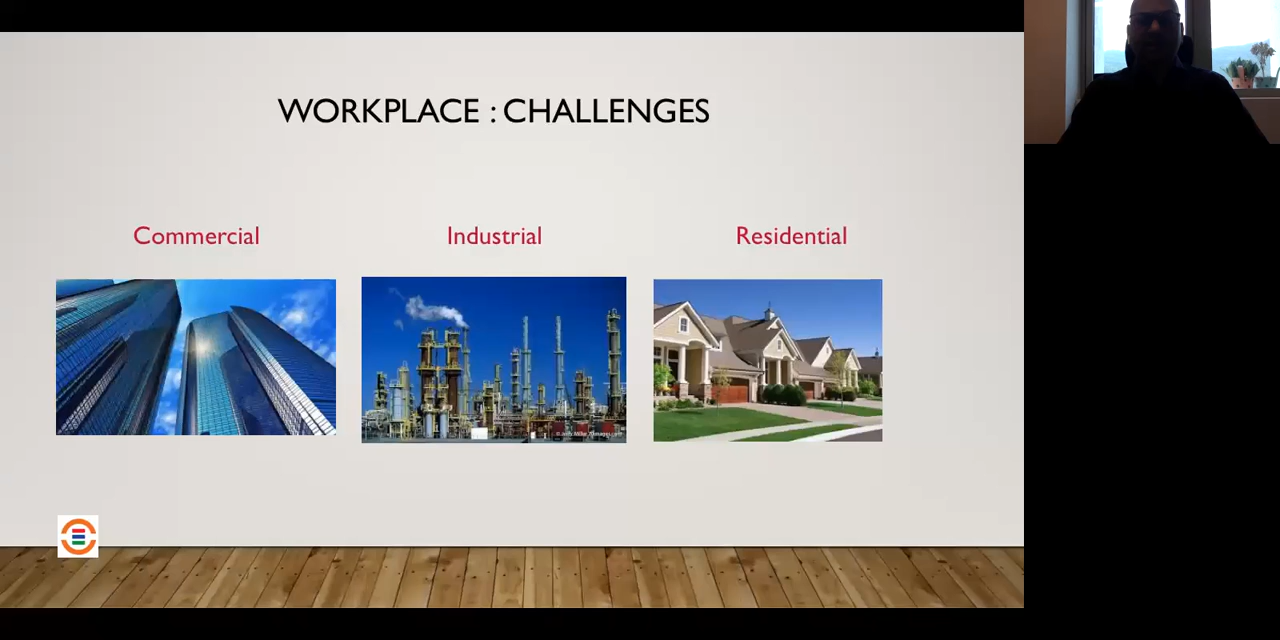 WORKPLACE : CHALLENGES
Commercial
Industrial
Residential